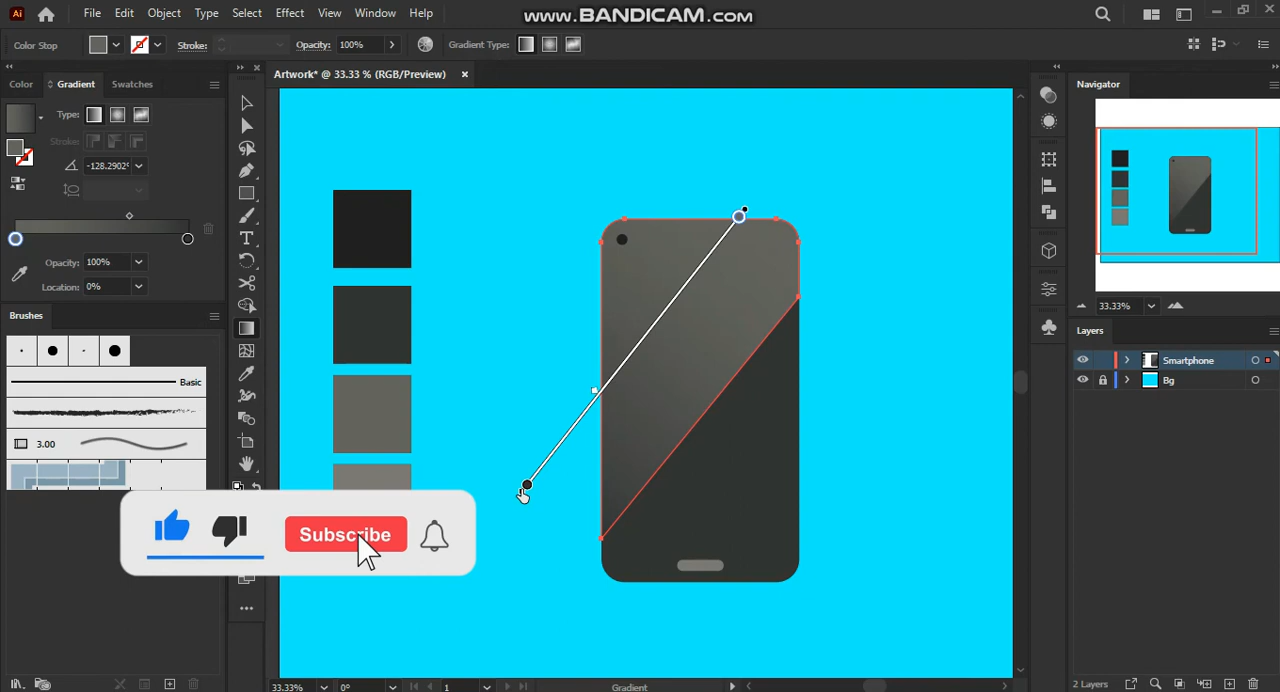 Ai File Edit Object Type Select Effect View Window Help
www.BANDICAM.com
Color Stop Stroke: Opacity: 100% Gradient Type:
Color Gradient Swatches
Artwork* @ 33.33 % (RGB/Preview)
Navigator
Type:
Stroke:
-128.2902°
Opacity: 100%
Location: 0%
33.33%
Brushes
Layers
Smartphone
Bg
Basic
3.00
Subscribe
33.33% 0° 1 Gradient
2 Layers